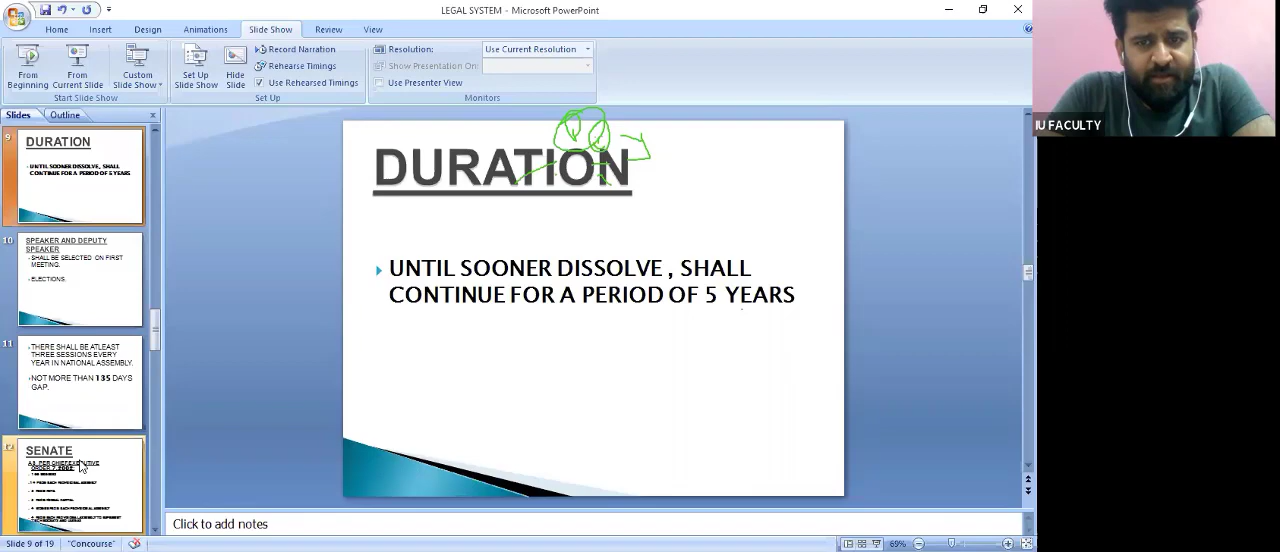 LEGAL SYSTEM - Microsoft PowerPoint
Home Insert Design Animations Slide Show Review View
From Beginning
From Current Slide
Custom Slide Show
Start Slide Show
Set Up Slide Show
Hide Slide
Record Narration
Rehearse Timings
Use Rehearsed Timings
Set Up
Resolution: Use Current Resolution
Show Presentation On:
Use Presenter View
Monitors
Slides Outline
9
DURATION
UNTIL SOONER DISSOLVE, SHALL
CONTINUE FOR A PERIOD OF 5 YEARS
10
SPEAKER AND DEPUTY
SPEAKER
SHALL BE SELECTED ON FIRST
MEETING.
ELECTIONS.
11
THERE SHALL BE ATLEAST
THREE SESSIONS EVERY
YEAR IN NATIONAL ASSEMBLY.
NOT MORE THAN 135 DAYS
GAP.
SENATE
DURATION
UNTIL SOONER DISSOLVE , SHALL
CONTINUE FOR A PERIOD OF 5 YEARS
IU FACULTY
Click to add notes
Slide 9 of 19 "Concourse" 69%